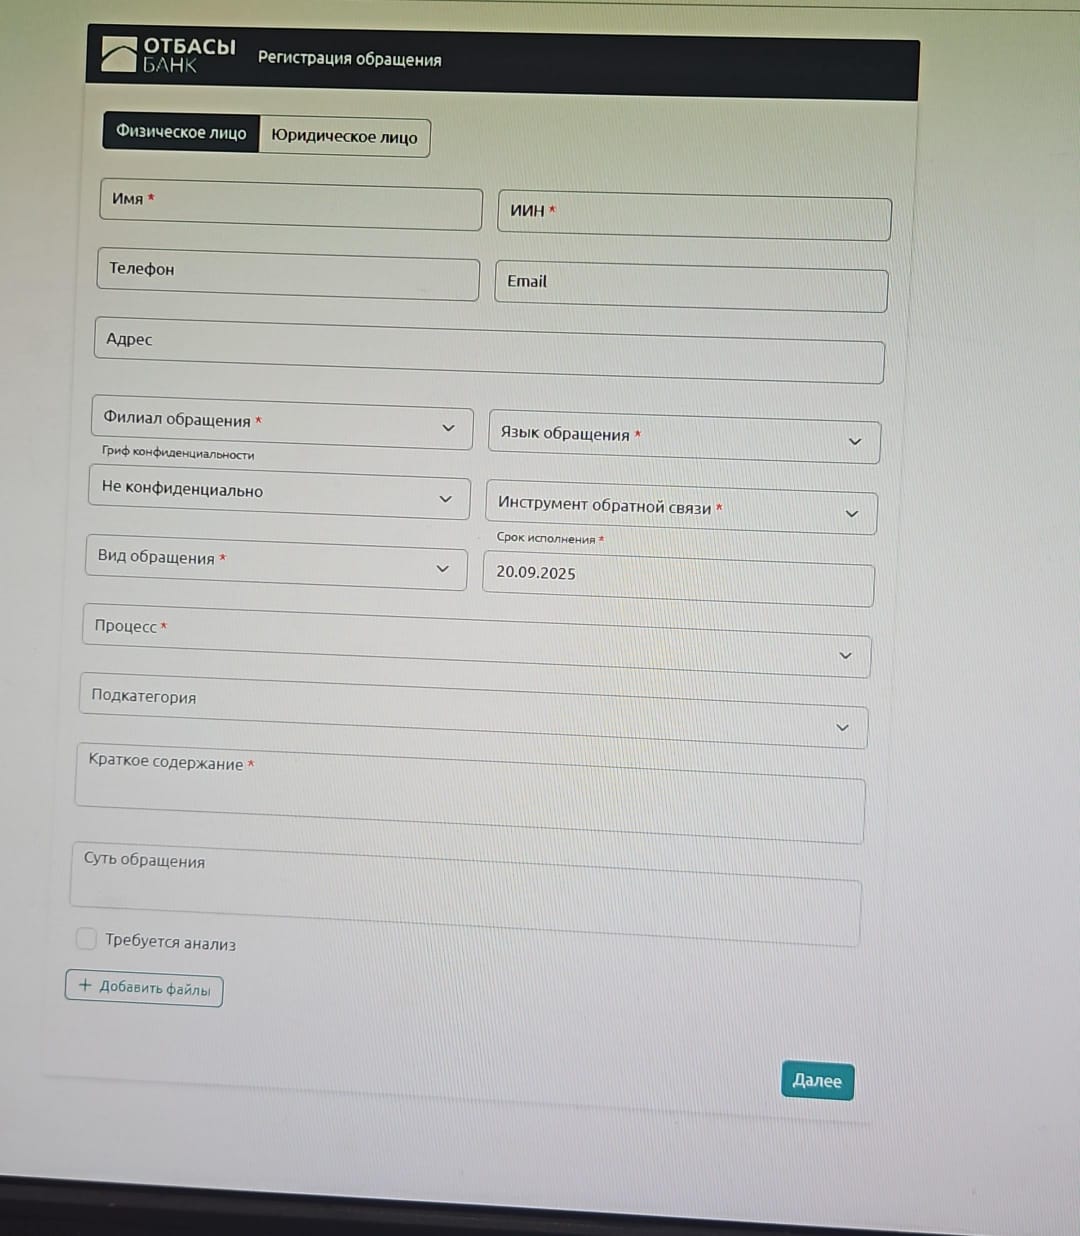 ОТБАСЫ
БАНК
Регистрация обращения
Физическое лицо
Юридическое лицо
Имя *
ИИН *
Телефон
Email
Адрес
Филиал обращения *
Язык обращения *
Гриф конфиденциальности
Не конфиденциально
Инструмент обратной связи *
Вид обращения *
Срок исполнения *
20.09.2025
Процесс *
Подкатегория
Краткое содержание *
Суть обращения
Требуется анализ
+ Добавить файлы
Далее